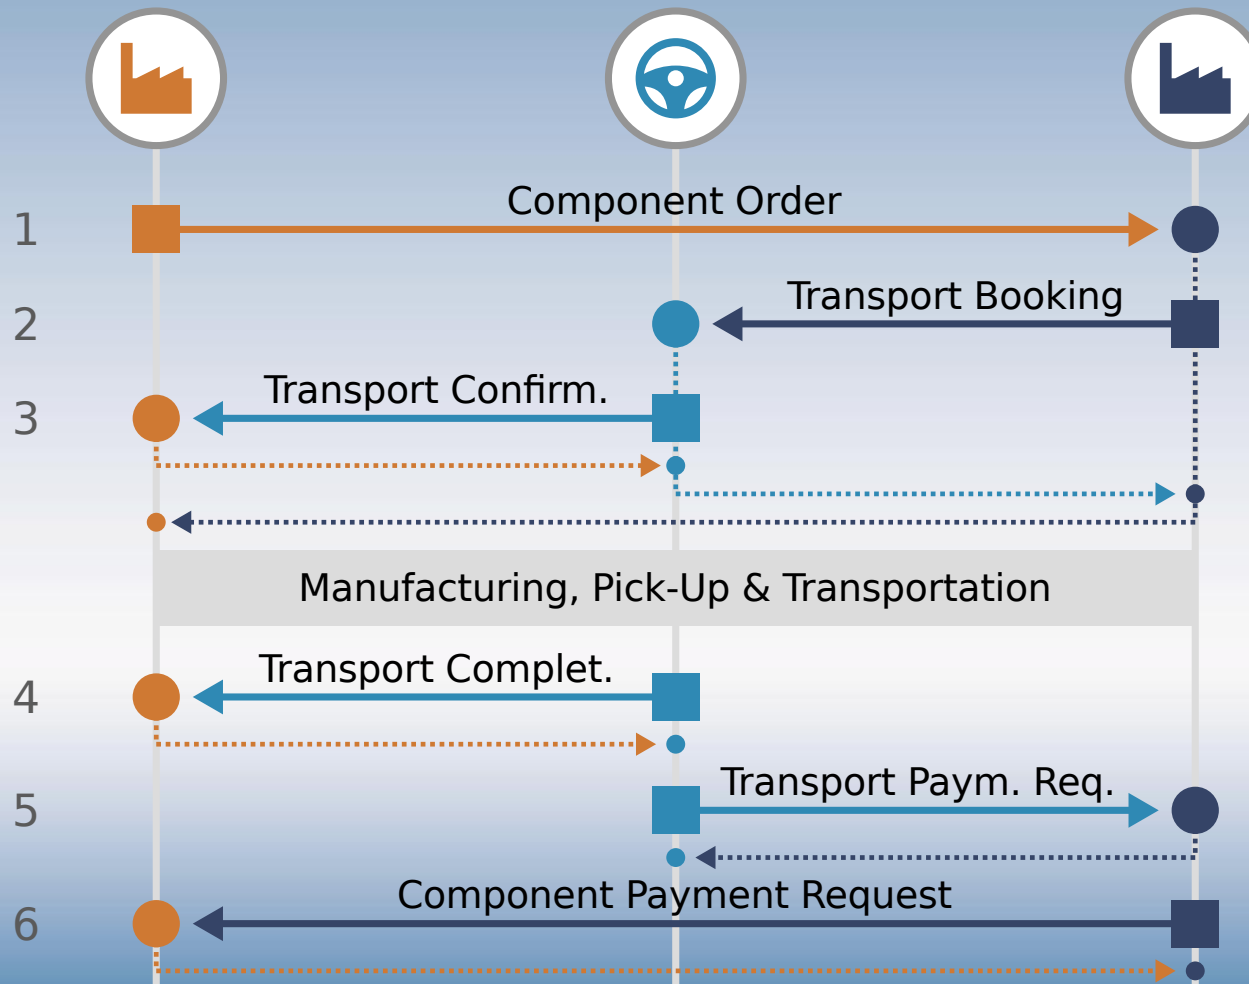 1
Component Order
2
Transport Booking
3
Transport Confirm.
Manufacturing, Pick-Up & Transportation
4
Transport Complet.
5
Transport Paym. Req.
6
Component Payment Request